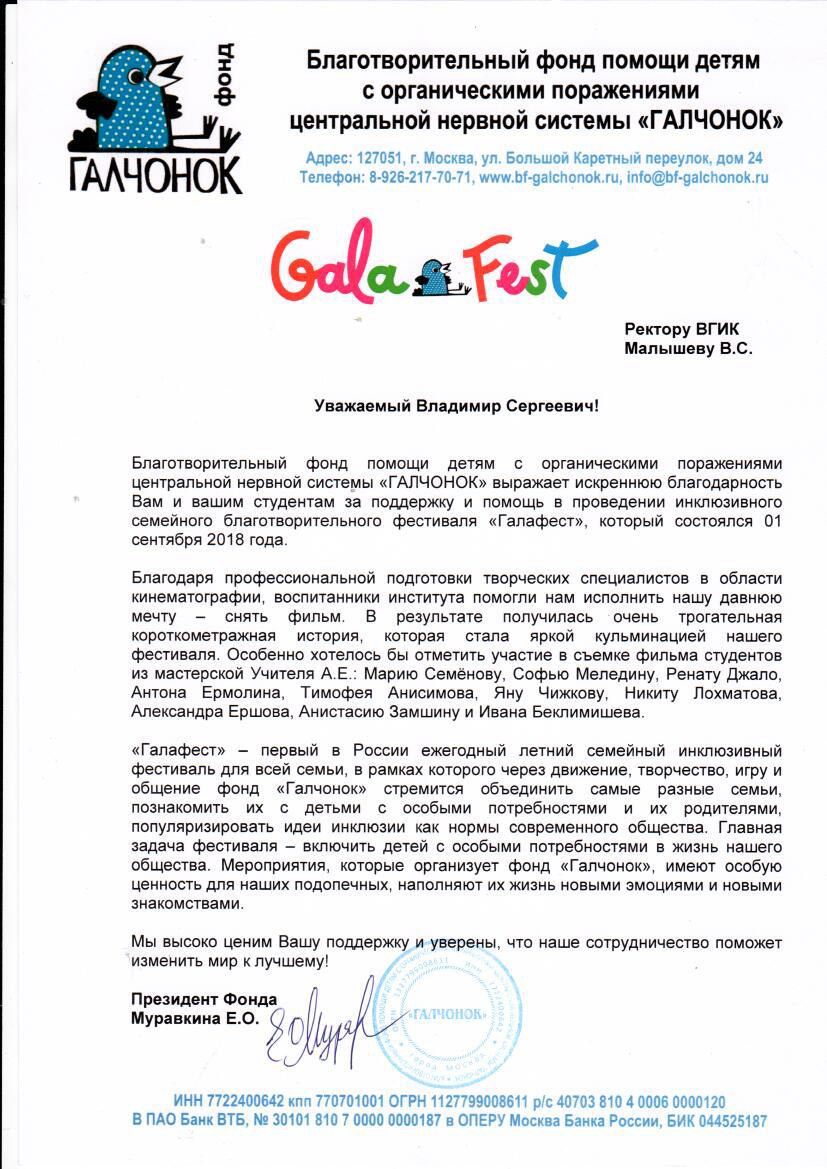 фонд
ГАЛЧОНОК
Благотворительный фонд помощи детям
с органическими поражениями
центральной нервной системы «ГАЛЧОНОК»
Адрес: 127051, г. Москва, ул. Большой Каретный переулок, дом 24
Телефон: 8-926-217-70-71, www.bf-galchonok.ru, info@bf-galchonok.ru
Gala Fest
Ректору ВГИК
Малышеву В.С.
Уважаемый Владимир Сергеевич!
Благотворительный фонд помощи детям с органическими поражениями
центральной нервной системы «ГАЛЧОНОК» выражает искреннюю благодарность
Вам и вашим студентам за поддержку и помощь в проведении инклюзивного
семейного благотворительного фестиваля «Галафест», который состоялся 01
сентября 2018 года.
Благодаря профессиональной подготовки творческих специалистов в области
кинематографии, воспитанники института помогли нам исполнить нашу давнюю
мечту – снять фильм. В результате получилась очень трогательная
короткометражная история, которая стала яркой кульминацией нашего
фестиваля. Особенно хотелось бы отметить участие в съемке фильма студентов
из мастерской Учителя А.Е.: Марию Семёнову, Софью Меледину, Ренату Джало,
Антона Ермолина, Тимофея Анисимова, Яну Чижкову, Никиту Лохматова,
Александра Ершова, Анистасию Замшину и Ивана Беклимишева.
«Галафест» – первый в России ежегодный летний семейный инклюзивный
фестиваль для всей семьи, в рамках которого через движение, творчество, игру и
общение фонд «Галчонок» стремится объединить самые разные семьи,
познакомить их с детьми с особыми потребностями и их родителями,
популяризировать идеи инклюзии как нормы современного общества. Главная
задача фестиваля – включить детей с особыми потребностями в жизнь нашего
общества. Мероприятия, которые организует фонд «Галчонок», имеют особую
ценность для наших подопечных, наполняют их жизнь новыми эмоциями и новыми
знакомствами.
Мы высоко ценим Вашу поддержку и уверены, что наше сотрудничество поможет
изменить мир к лучшему!
Президент Фонда
Муравкина Е.О.
«ГАЛЧОНОК»
ОГРН 1127799008611 ИНН 7722400642
город Москва
ИНН 7722400642 кпп 770701001 ОГРН 1127799008611 р/с 40703 810 4 0006 0000120
В ПАО Банк ВТБ, № 30101 810 7 0000 0000187 в ОПЕРУ Москва Банка России, БИК 044525187